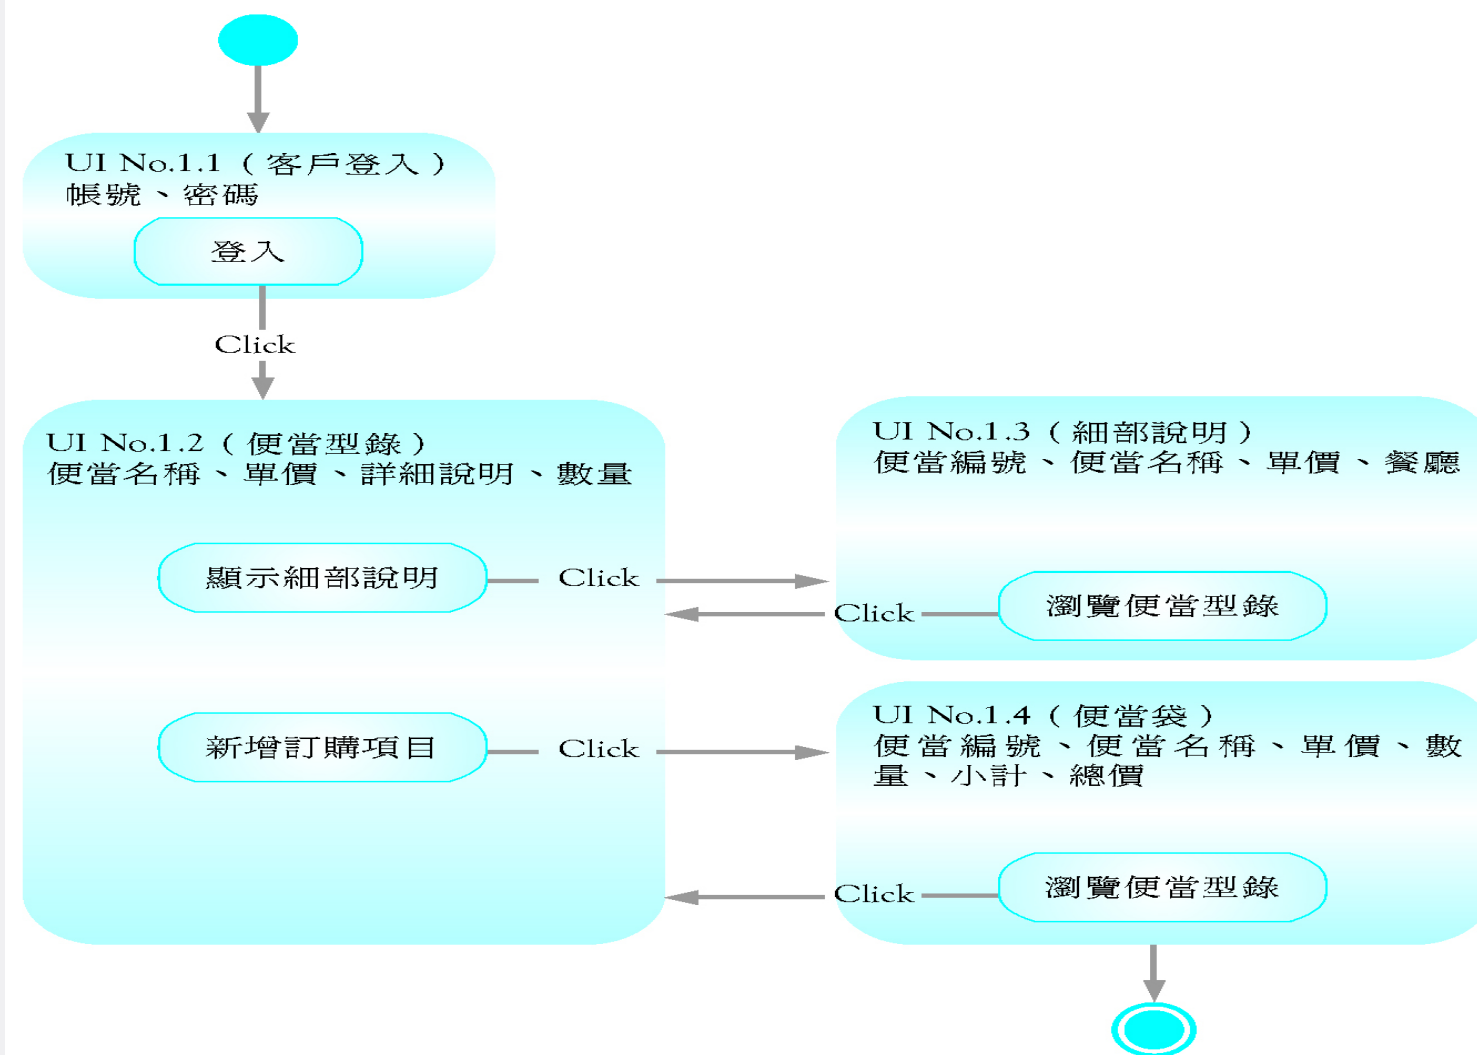 UI No.1.1（客戶登入）
帳號、密碼
登入
Click
UI No.1.2（便當型錄）
便當名稱、單價、詳細說明、數量
顯示細部說明
Click
新增訂購項目
Click
UI No.1.3（細部說明）
便當編號、便當名稱、單價、餐廳
Click
瀏覽便當型錄
UI No.1.4（便當袋）
便當編號、便當名稱、單價、數
量、小計、總價
Click
瀏覽便當型錄